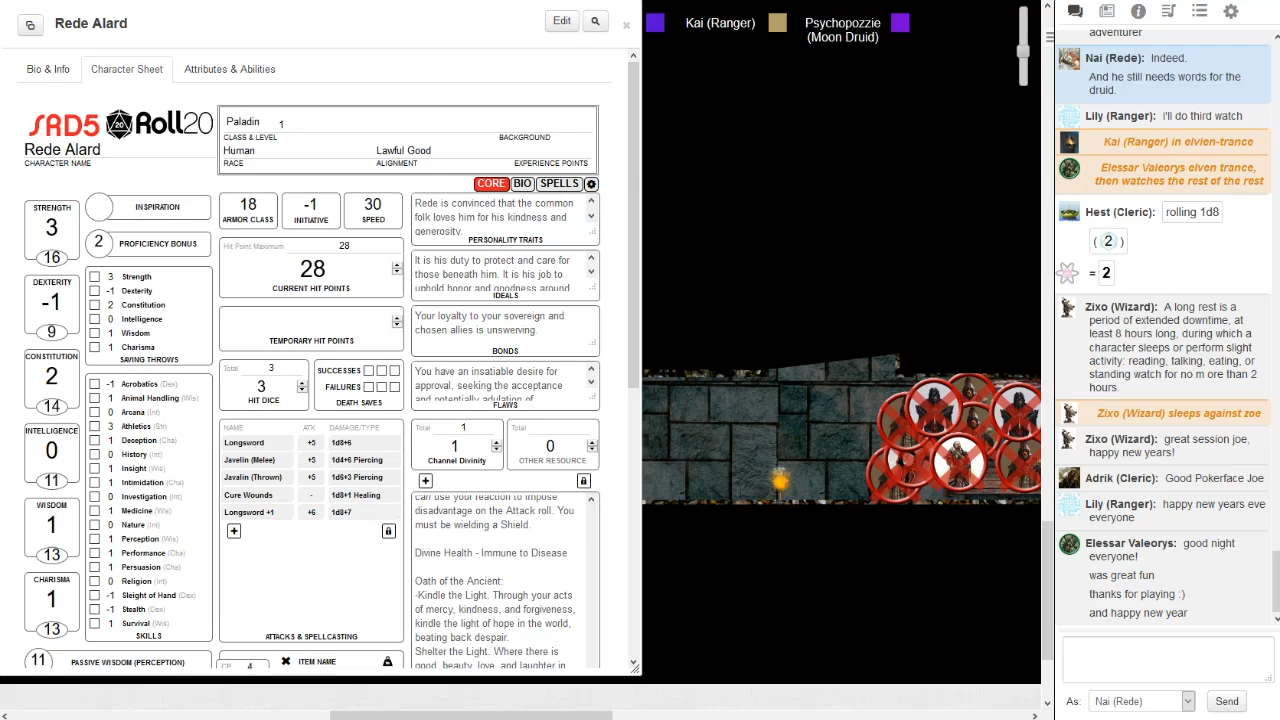 Rede Alard
Edit
Bio & Info
Character Sheet
Attributes & Abilities
SRD5 Roll20
Rede Alard
CHARACTER NAME
Paladin 1
CLASS & LEVEL
BACKGROUND
Human
Lawful Good
RACE
ALIGNMENT
EXPERIENCE POINTS
CORE
BIO
SPELLS
STRENGTH
3
16
DEXTERITY
-1
9
CONSTITUTION
2
14
INTELLIGENCE
0
11
WISDOM
1
13
CHARISMA
1
13
INSPIRATION
2 PROFICIENCY BONUS
3 Strength
-1 Dexterity
2 Constitution
0 Intelligence
1 Wisdom
1 Charisma
SAVING THROWS
-1 Acrobatics (Dex)
1 Animal Handling (Wis)
0 Arcana (Int)
3 Athletics (Str)
1 Deception (Cha)
0 History (Int)
1 Insight (Wis)
1 Intimidation (Cha)
0 Investigation (Int)
1 Medicine (Wis)
0 Nature (Int)
1 Perception (Wis)
1 Performance (Cha)
1 Persuasion (Cha)
0 Religion (Int)
-1 Sleight of Hand (Dex)
-1 Stealth (Dex)
1 Survival (Wis)
SKILLS
11 PASSIVE WISDOM (PERCEPTION)
18
ARMOR CLASS
-1
INITIATIVE
30
SPEED
Hit Point Maximum 28
28
CURRENT HIT POINTS
TEMPORARY HIT POINTS
Total 3
3
HIT DICE
SUCCESSES
FAILURES
DEATH SAVES
NAME ATK DAMAGE/TYPE
Longsword +5 1d8+6
Javelin (Melee) +5 1d4+6 Piercing
Javelin (Thrown) +5 1d6+3 Piercing
Cure Wounds - 1d8+1 Healing
Longsword +1 +6 1d8+7
ATTACKS & SPELLCASTING
CP 4
ITEM NAME
Rede is convinced that the common
folk loves him for his kindness and
generosity.
PERSONALITY TRAITS
It is his duty to protect and care for
those beneath him. It is his job to
uphold honor and goodness around
IDEALS
Your loyalty to your sovereign and
chosen allies is unswerving.
BONDS
You have an insatiable desire for
approval, seeking the acceptance
and potentially adulation of
FLAWS
Total 1
1
Channel Divinity
Total
0
OTHER RESOURCE
can use your reaction to impose
disadvantage on the Attack roll. You
must be wielding a Shield.
Divine Health - Immune to Disease
Oath of the Ancient:
-Kindle the Light. Through your acts
of mercy, kindness, and forgiveness,
kindle the light of hope in the world,
beating back despair.
Shelter the Light. Where there is
good, beauty, love, and laughter in
Kai (Ranger)
Psychopozzie
(Moon Druid)
adventurer
Nai (Rede): Indeed.
And he still needs words for the
druid.
Lily (Ranger): I'll do third watch
Kai (Ranger) in elvien-trance
Elessar Valeorys elven trance,
then watches the rest of the rest
Hest (Cleric): rolling 1d8
( 2 )
= 2
Zixo (Wizard): A long rest is a
period of extended downtime, at
least 8 hours long, during which a
character sleeps or perform slight
activity: reading, talking, eating, or
standing watch for no m ore than 2
hours.
Zixo (Wizard) sleeps against zoe
Zixo (Wizard): great session joe,
happy new years!
Adrik (Cleric): Good Pokerface Joe
Lily (Ranger): happy new years eve
everyone
Elessar Valeorys: good night
everyone!
was great fun
thanks for playing :)
and happy new year
As: Nai (Rede)
Send